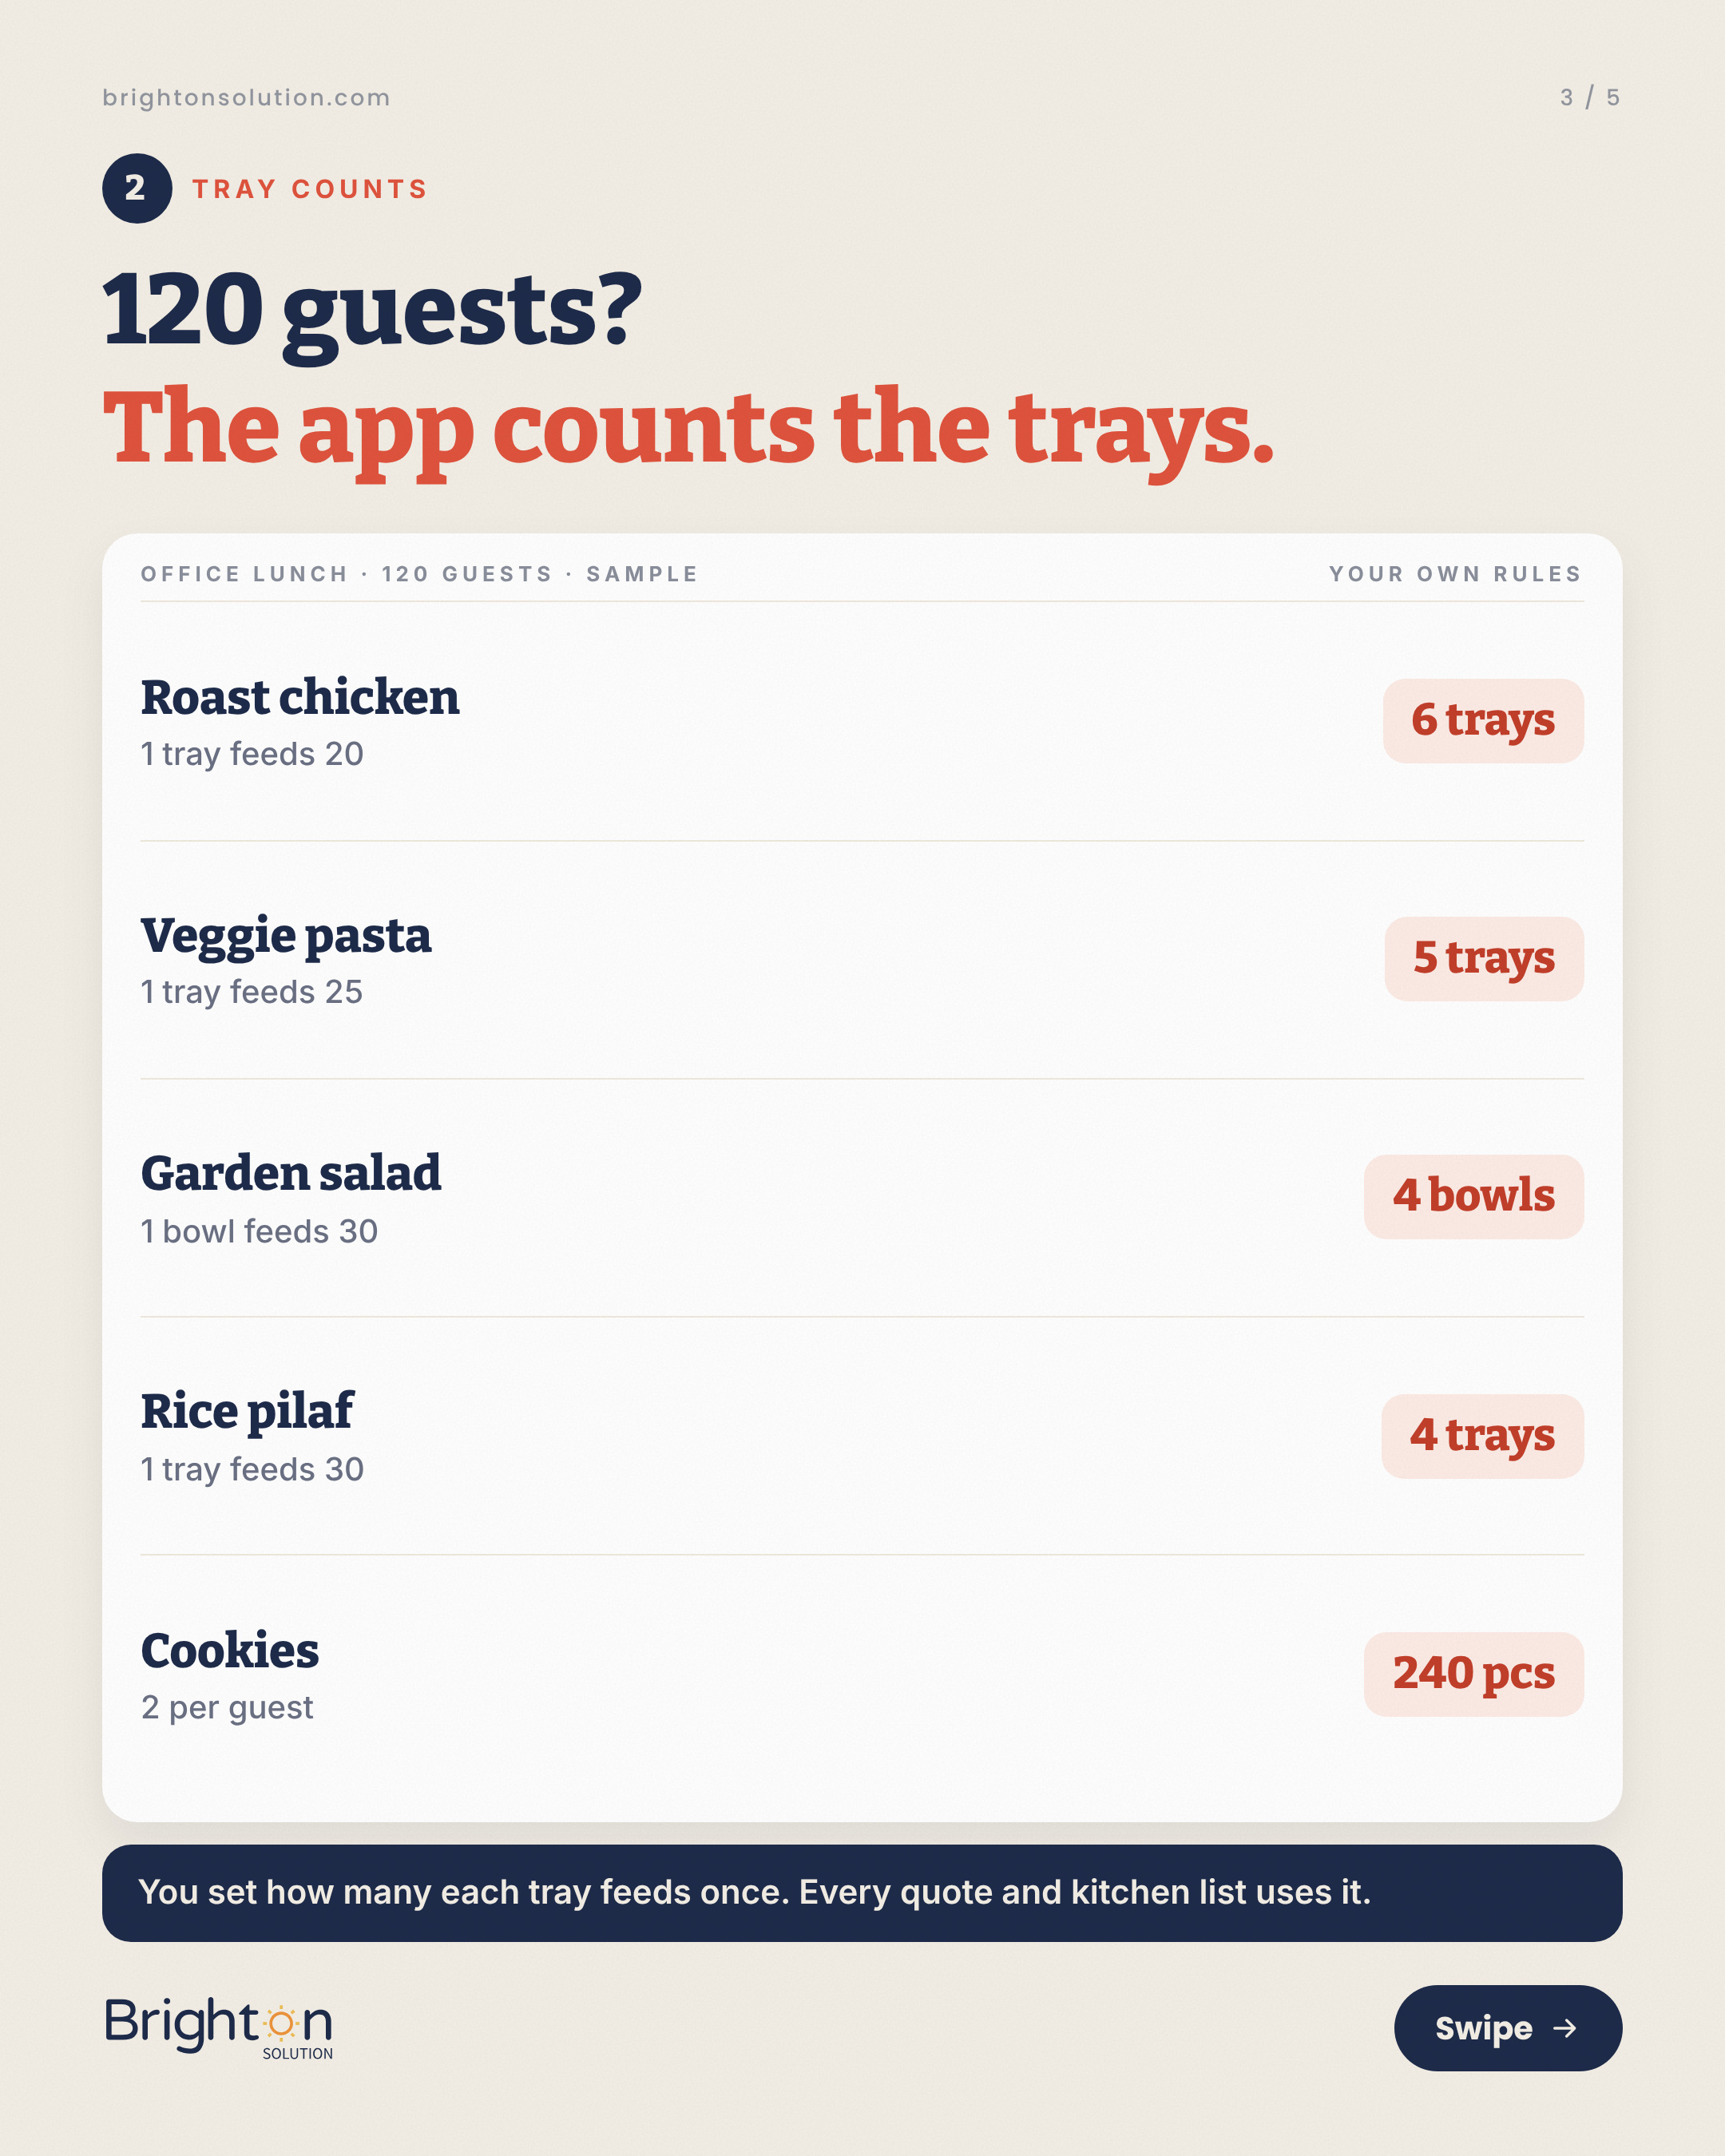 brightonsolution.com
3 / 5
2 TRAY COUNTS
120 guests?
The app counts the trays.
OFFICE LUNCH · 120 GUESTS · SAMPLE
YOUR OWN RULES
Roast chicken
1 tray feeds 20
6 trays
Veggie pasta
1 tray feeds 25
5 trays
Garden salad
1 bowl feeds 30
4 bowls
Rice pilaf
1 tray feeds 30
4 trays
Cookies
2 per guest
240 pcs
You set how many each tray feeds once. Every quote and kitchen list uses it.
Brighton
SOLUTION
Swipe →